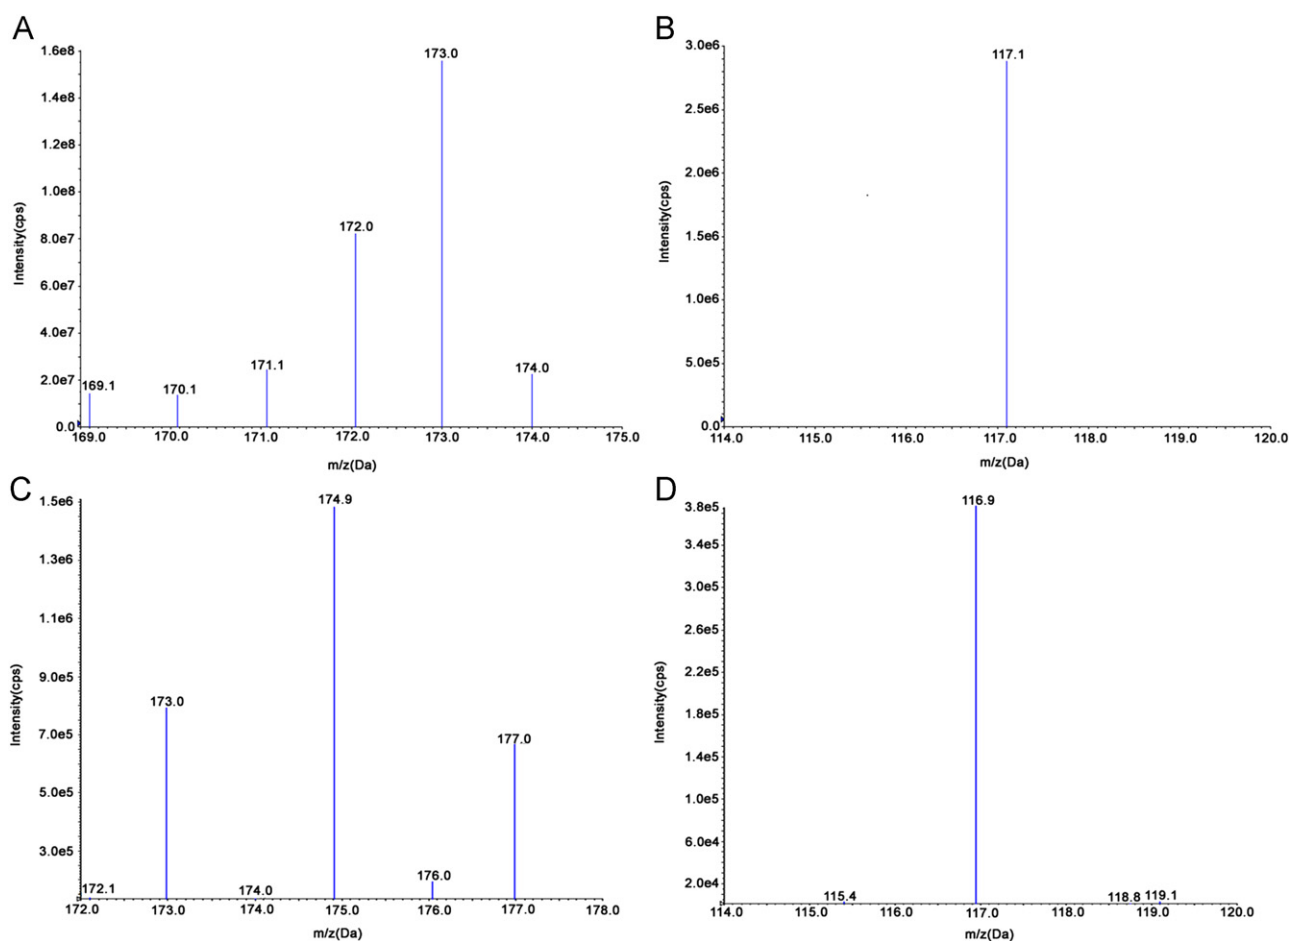 A
Intensity(cps)
1.6e8
1.4e8
1.2e8
1.0e8
8.0e7
6.0e7
4.0e7
2.0e7
0.0
169.1
170.1
171.1
172.0
173.0
174.0
169.0 170.0 171.0 172.0 173.0 174.0 175.0
m/z(Da)
B
Intensity(cps)
3.0e6
2.5e6
2.0e6
1.5e6
1.0e6
5.0e5
0.0
117.1
114.0 115.0 116.0 117.0 118.0 119.0 120.0
m/z(Da)
C
Intensity(cps)
1.5e6
1.3e6
1.1e6
9.0e5
7.0e5
5.0e5
3.0e5
172.1
173.0
174.0
174.9
176.0
177.0
172.0 173.0 174.0 175.0 176.0 177.0 178.0
m/z(Da)
D
Intensity(cps)
3.8e5
3.4e5
3.0e5
2.6e5
2.2e5
1.8e5
1.4e5
1.0e5
6.0e4
2.0e4
115.4
116.9
118.8
119.1
114.0 115.0 116.0 117.0 118.0 119.0 120.0
m/z(Da)